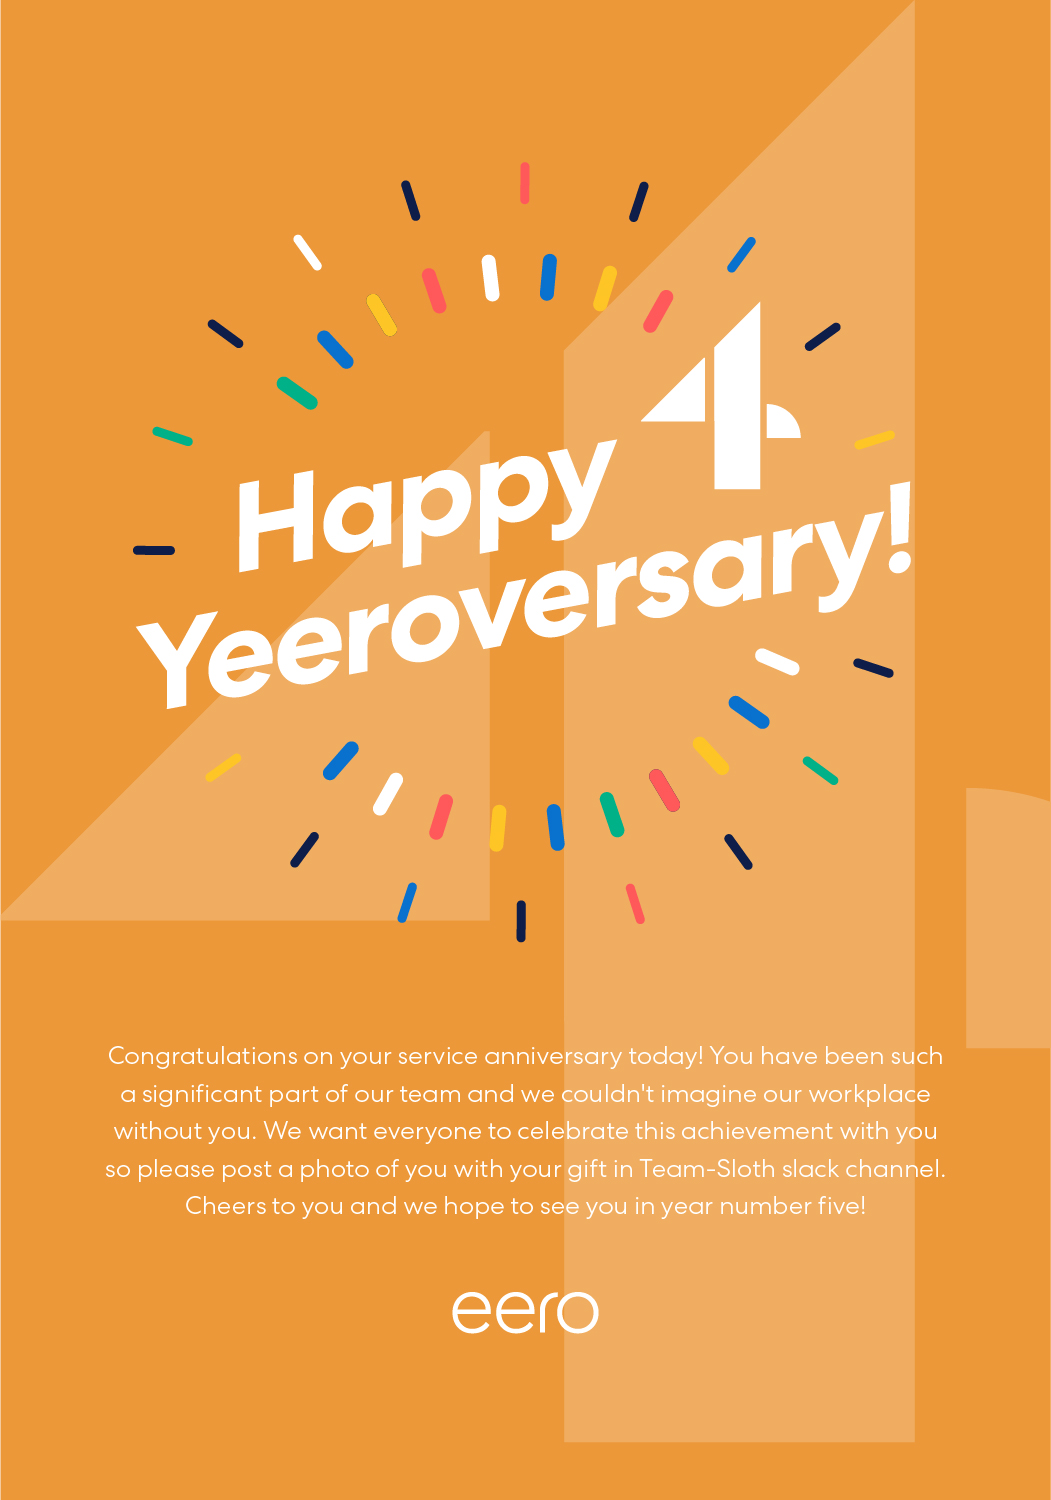 Happy 4
Yeeroversary!
Congratulations on your service anniversary today! You have been such
a significant part of our team and we couldn't imagine our workplace
without you. We want everyone to celebrate this achievement with you
so please post a photo of you with your gift in Team-Sloth slack channel.
Cheers to you and we hope to see you in year number five!
eero